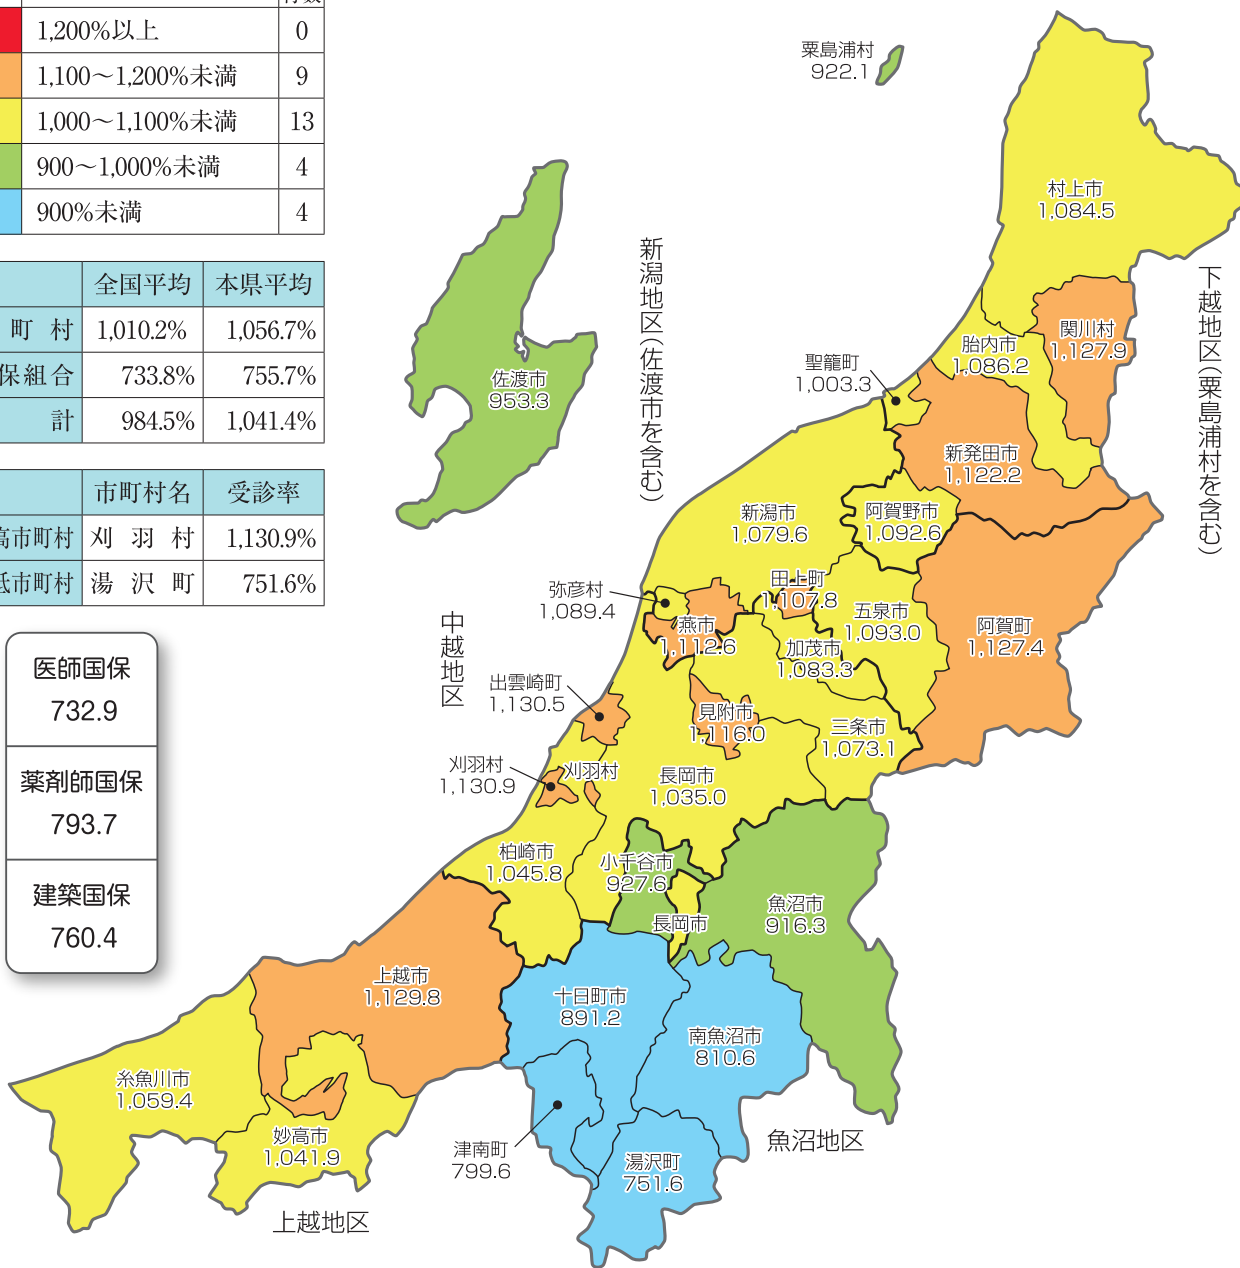 行数
1,200%以上 0
1,100〜1,200%未満 9
1,000〜1,100%未満 13
900〜1,000%未満 4
900%未満 4
全国平均 本県平均
町 村 1,010.2% 1,056.7%
保組合 733.8% 755.7%
計 984.5% 1,041.4%
市町村名 受診率
高市町村 刈 羽 村 1,130.9%
低市町村 湯 沢 町 751.6%
医師国保
732.9
薬剤師国保
793.7
建築国保
760.4
粟島浦村
922.1
村上市
1,084.5
新潟地区(佐渡市を含む)
下越地区(粟島浦村を含む)
関川村
1,127.9
胎内市
1,086.2
聖籠町
1,003.3
佐渡市
953.3
新発田市
1,122.2
新潟市
1,079.6
阿賀野市
1,092.6
田上町
1,107.8
弥彦村
1,089.4
燕市
1,112.6
五泉市
1,093.0
阿賀町
1,127.4
加茂市
1,083.3
中越地区
出雲崎町
1,130.5
見附市
1,116.0
三条市
1,073.1
刈羽村
1,130.9
刈羽村
長岡市
1,035.0
柏崎市
1,045.8
小千谷市
927.6
長岡市
魚沼市
916.3
上越市
1,129.8
十日町市
891.2
南魚沼市
810.6
糸魚川市
1,059.4
妙高市
1,041.9
津南町
799.6
湯沢町
751.6
魚沼地区
上越地区